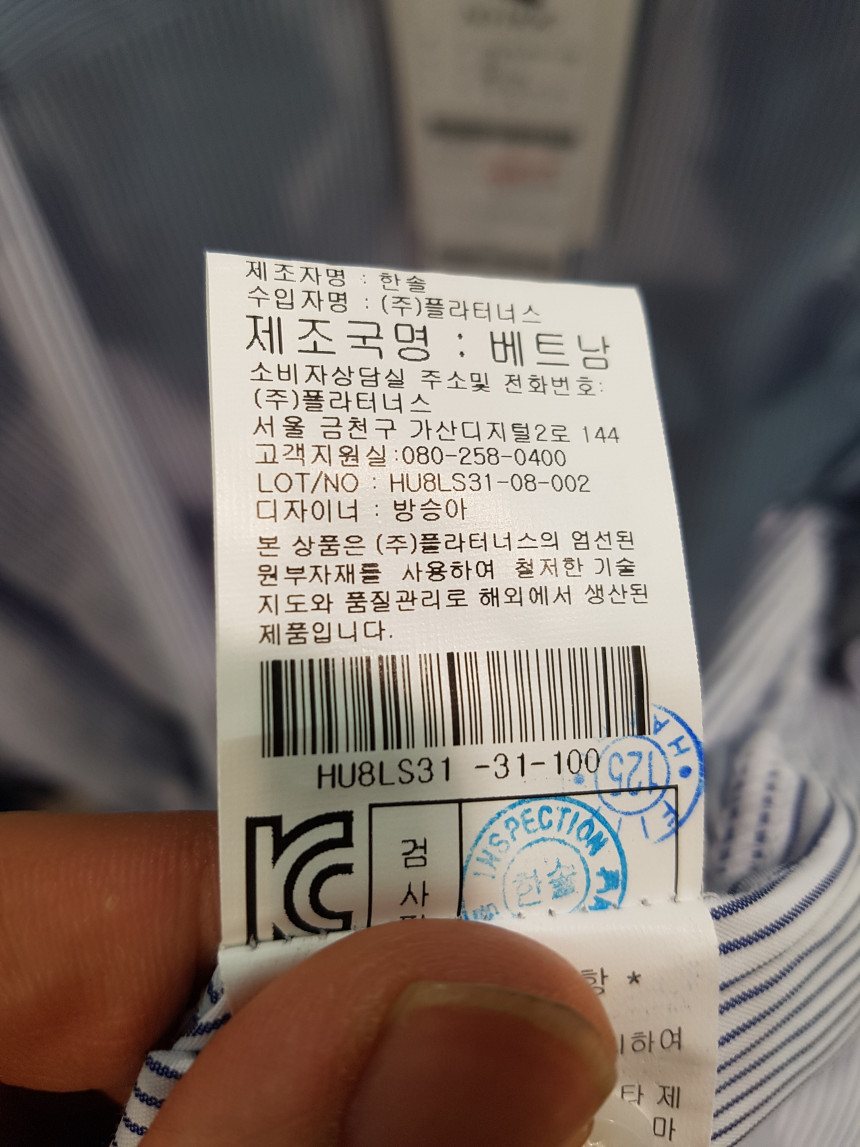 제조자명 : 한솔
수입자명 : (주)플라터너스
제조국명 : 베트남
소비자상담실 주소및 전화번호:
(주)플라터너스
서울 금천구 가산디지털2로 144
고객지원실:080-258-0400
LOT/NO : HU8LS31-08-002
디자이너 : 방승아
본 상품은 (주)플라터너스의 엄선된
원부자재를 사용하여 철저한 기술
지도와 품질관리로 해외에서 생산된
제품입니다.
HU8LS31 -31-100
125
검
사
INSPECTION
한솔
항 *
하여
타 제
마